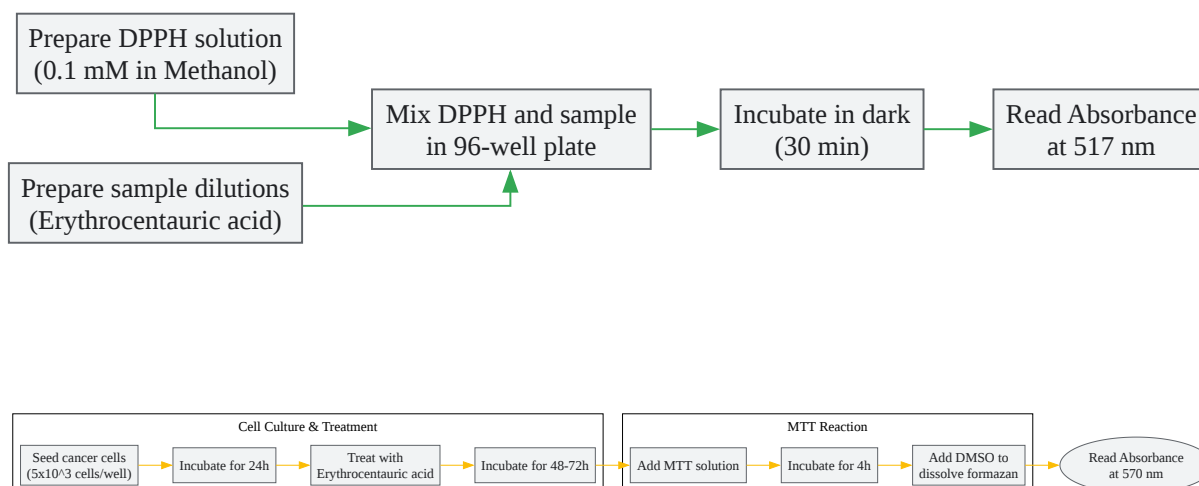 Prepare DPPH solution
(0.1 mM in Methanol)
Mix DPPH and sample
in 96-well plate
Incubate in dark
(30 min)
Read Absorbance
at 517 nm
Prepare sample dilutions
(Erythrocentauric acid)
Cell Culture & Treatment
Seed cancer cells
(5x10^3 cells/well)
Incubate for 24h
Treat with
Erythrocentauric acid
Incubate for 48-72h
MTT Reaction
Add MTT solution
Incubate for 4h
Add DMSO to
dissolve formazan
Read Absorbance
at 570 nm